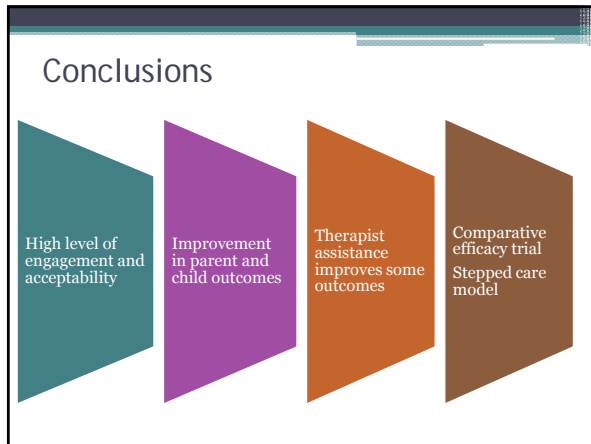 Conclusions
High level of
engagement and
acceptability
Improvement
in parent and
child outcomes
Therapist
assistance
improves some
outcomes
Comparative
efficacy trial
Stepped care
model